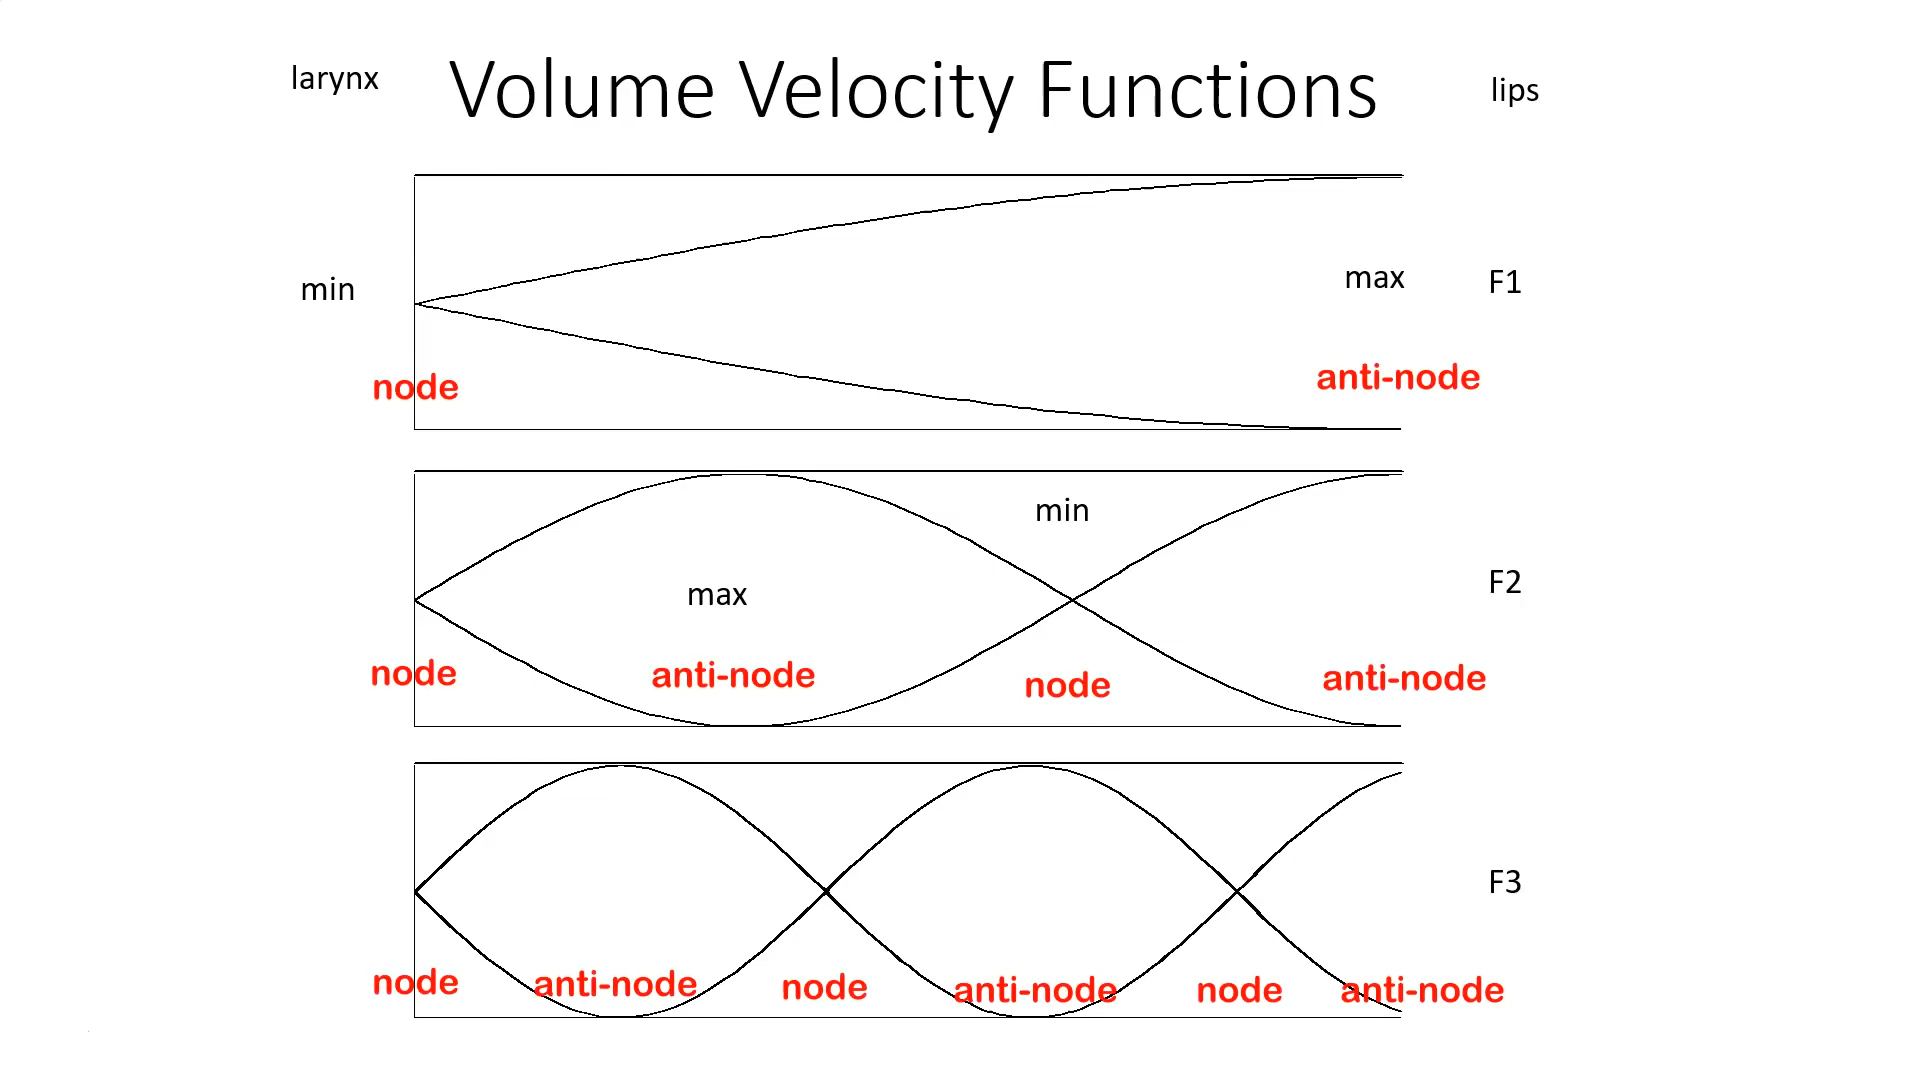 larynx
Volume Velocity Functions
lips
min
max
F1
node
anti-node
min
max
F2
node
anti-node
node
anti-node
F3
node
anti-node
node
anti-node
node
anti-node